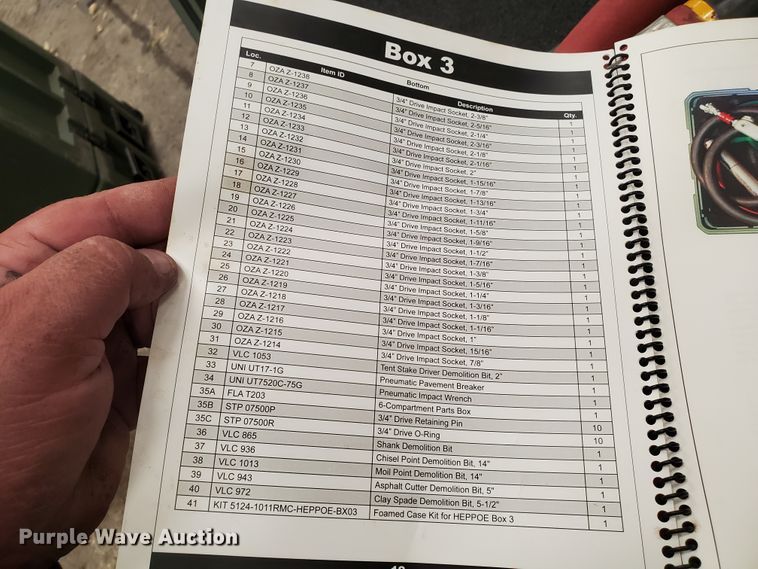 Box 3
Bottom
Loc. Item ID Description Qty.
7 OZA Z-1238 3/4" Drive Impact Socket, 2-3/8" 1
8 OZA Z-1237 3/4" Drive Impact Socket, 2-5/16" 1
9 OZA Z-1236 3/4" Drive Impact Socket, 2-1/4" 1
10 OZA Z-1235 3/4" Drive Impact Socket, 2-3/16" 1
11 OZA Z-1234 3/4" Drive Impact Socket, 2-1/8" 1
12 OZA Z-1233 3/4" Drive Impact Socket, 2-1/16" 1
13 OZA Z-1232 3/4" Drive Impact Socket, 2" 1
14 OZA Z-1231 3/4" Drive Impact Socket, 1-15/16" 1
15 OZA Z-1230 3/4" Drive Impact Socket, 1-7/8" 1
16 OZA Z-1229 3/4" Drive Impact Socket, 1-13/16" 1
17 OZA Z-1228 3/4" Drive Impact Socket, 1-3/4" 1
18 OZA Z-1227 3/4" Drive Impact Socket, 1-11/16" 1
19 OZA Z-1226 3/4" Drive Impact Socket, 1-5/8" 1
20 OZA Z-1225 3/4" Drive Impact Socket, 1-9/16" 1
21 OZA Z-1224 3/4" Drive Impact Socket, 1-1/2" 1
22 OZA Z-1223 3/4" Drive Impact Socket, 1-7/16" 1
23 OZA Z-1222 3/4" Drive Impact Socket, 1-3/8" 1
24 OZA Z-1221 3/4" Drive Impact Socket, 1-5/16" 1
25 OZA Z-1220 3/4" Drive Impact Socket, 1-1/4" 1
26 OZA Z-1219 3/4" Drive Impact Socket, 1-3/16" 1
27 OZA Z-1218 3/4" Drive Impact Socket, 1-1/8" 1
28 OZA Z-1217 3/4" Drive Impact Socket, 1-1/16" 1
29 OZA Z-1216 3/4" Drive Impact Socket, 1" 1
30 OZA Z-1215 3/4" Drive Impact Socket, 15/16" 1
31 OZA Z-1214 3/4" Drive Impact Socket, 7/8" 1
32 VLC 1053 Tent Stake Driver Demolition Bit, 2" 1
33 UNI UT17-1G Pneumatic Pavement Breaker 1
34 UNI UT7520C-75G Pneumatic Impact Wrench 1
35A FLA T203 6-Compartment Parts Box 1
35B STP 07500P 3/4" Drive Retaining Pin 10
35C STP 07500R 3/4" Drive O-Ring 10
36 VLC 865 Shank Demolition Bit 1
37 VLC 936 Chisel Point Demolition Bit, 14" 1
38 VLC 1013 Moil Point Demolition Bit, 14" 1
39 VLC 943 Asphalt Cutter Demolition Bit, 5" 1
40 VLC 972 Clay Spade Demolition Bit, 5-1/2" 1
41 KIT 5124-1011RMC-HEPPOE-BX03 Foamed Case Kit for HEPPOE Box 3 1
Purple Wave Auction